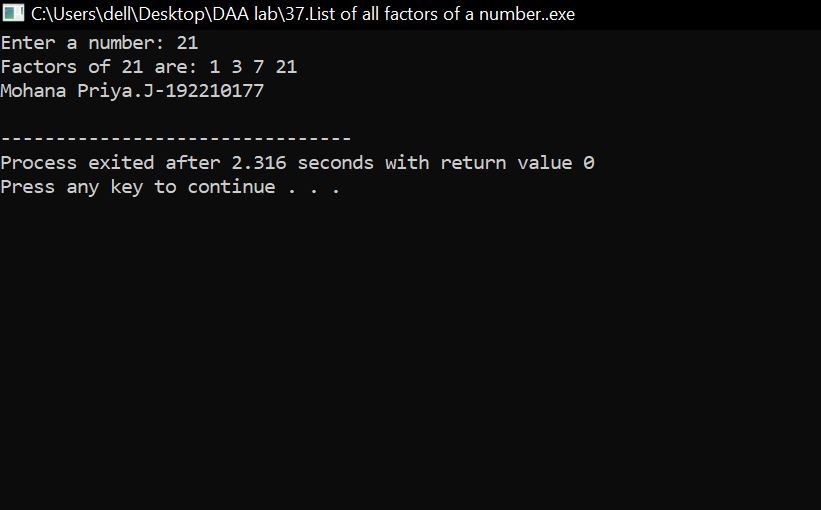 C:\Users\dell\Desktop\DAA lab\37.List of all factors of a number..exe
Enter a number: 21
Factors of 21 are: 1 3 7 21
Mohana Priya.J-192210177
--------------------------------
Process exited after 2.316 seconds with return value 0
Press any key to continue . . .